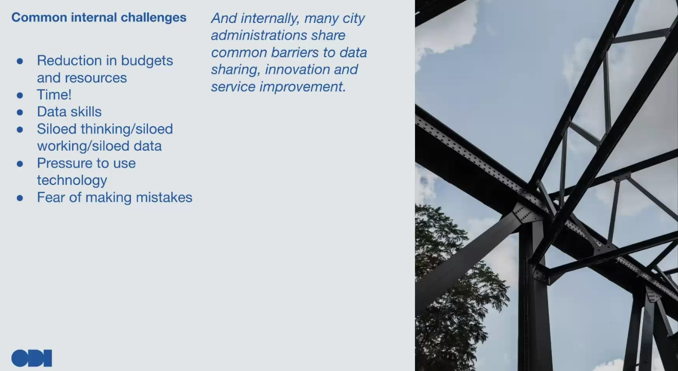 Common internal challenges
● Reduction in budgets
and resources
● Time!
● Data skills
● Siloed thinking/siloed
working/siloed data
● Pressure to use
technology
● Fear of making mistakes
And internally, many city
administrations share
common barriers to data
sharing, innovation and
service improvement.
ODI